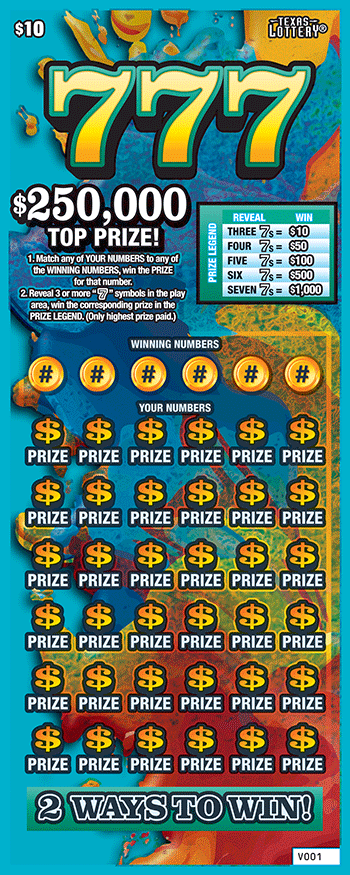 $10
TEXAS
LOTTERY®
777
$250,000
TOP PRIZE!
1. Match any of YOUR NUMBERS to any of
the WINNING NUMBERS, win the PRIZE
for that number.
2. Reveal 3 or more "7" symbols in the play
area, win the corresponding prize in the
PRIZE LEGEND. (Only highest prize paid.)
PRIZE LEGEND
REVEAL WIN
THREE 7s = $10
FOUR 7s = $50
FIVE 7s = $100
SIX 7s = $500
SEVEN 7s = $1,000
WINNING NUMBERS
# # # # # #
YOUR NUMBERS
$ $ $ $ $ $
PRIZE PRIZE PRIZE PRIZE PRIZE PRIZE
$ $ $ $ $ $
PRIZE PRIZE PRIZE PRIZE PRIZE PRIZE
$ $ $ $ $ $
PRIZE PRIZE PRIZE PRIZE PRIZE PRIZE
$ $ $ $ $ $
PRIZE PRIZE PRIZE PRIZE PRIZE PRIZE
$ $ $ $ $ $
PRIZE PRIZE PRIZE PRIZE PRIZE PRIZE
$ $ $ $ $ $
PRIZE PRIZE PRIZE PRIZE PRIZE PRIZE
2 WAYS TO WIN!
V001